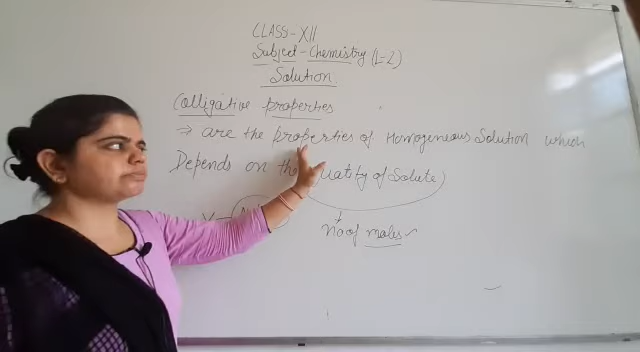 CLASS-XII
Subject-Chemistry (L-2)
Solution
Colligative properties
→ are the properties of Homogeneous Solution which
Depends on the quatity of Solute)
No of moles